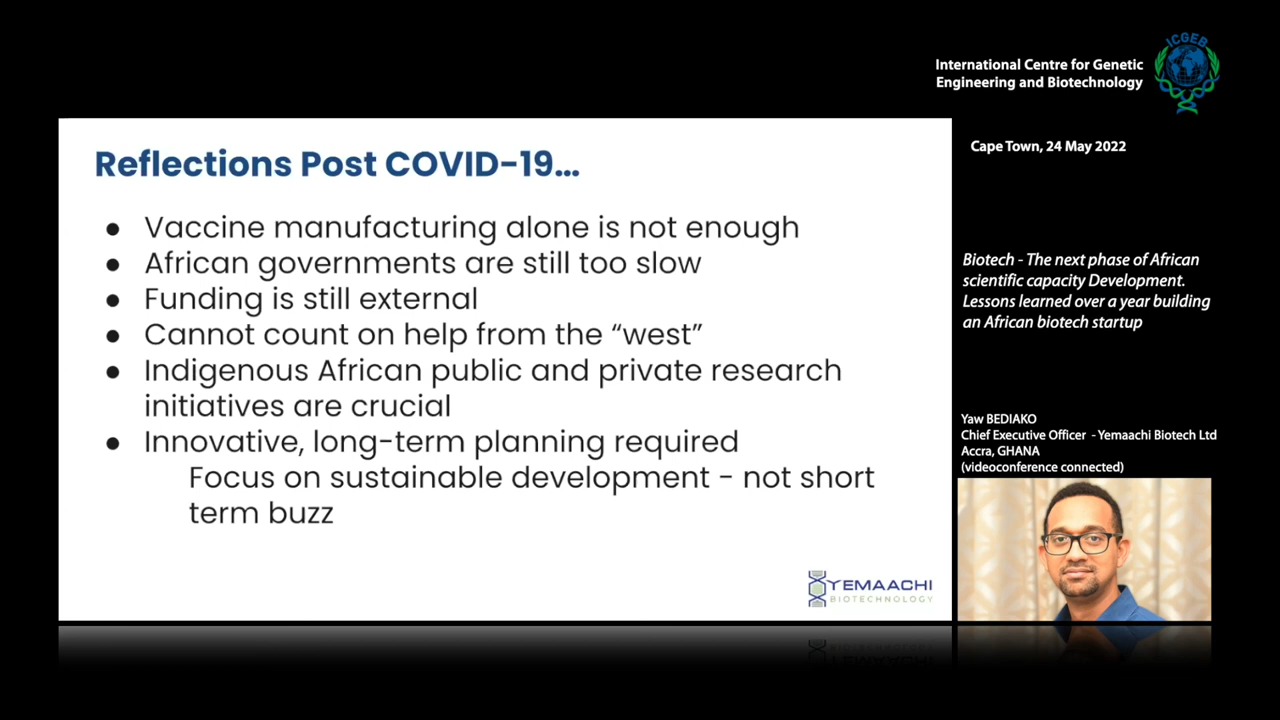 ICGEB
International Centre for Genetic
Engineering and Biotechnology
Cape Town, 24 May 2022
Reflections Post COVID-19...
● Vaccine manufacturing alone is not enough
● African governments are still too slow
● Funding is still external
● Cannot count on help from the “west”
● Indigenous African public and private research
initiatives are crucial
● Innovative, long-term planning required
Focus on sustainable development - not short
term buzz
YEMAACHI
BIOTECHNOLOGY
Biotech - The next phase of African
scientific capacity Development.
Lessons learned over a year building
an African biotech startup
Yaw BEDIAKO
Chief Executive Officer - Yemaachi Biotech Ltd
Accra, GHANA
(videoconference connected)